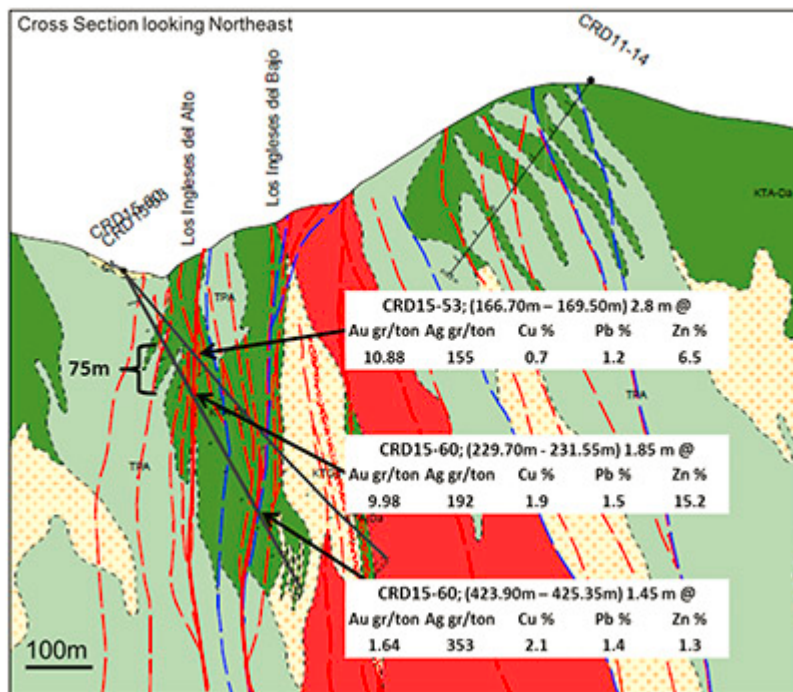 Cross Section looking Northeast
CRD11-14
Los Ingleses del Alto
Los Ingleses del Bajo
CRD15-60
CRD15-53
KTA-Da
TPA
CRD15-53; (166.70m – 169.50m) 2.8 m @
Au gr/ton Ag gr/ton Cu % Pb % Zn %
10.88 155 0.7 1.2 6.5
75m
TPA
TPA
CRD15-60; (229.70m - 231.55m) 1.85 m @
Au gr/ton Ag gr/ton Cu % Pb % Zn %
9.98 192 1.9 1.5 15.2
CRD15-60; (423.90m – 425.35m) 1.45 m @
Au gr/ton Ag gr/ton Cu % Pb % Zn %
1.64 353 2.1 1.4 1.3
100m